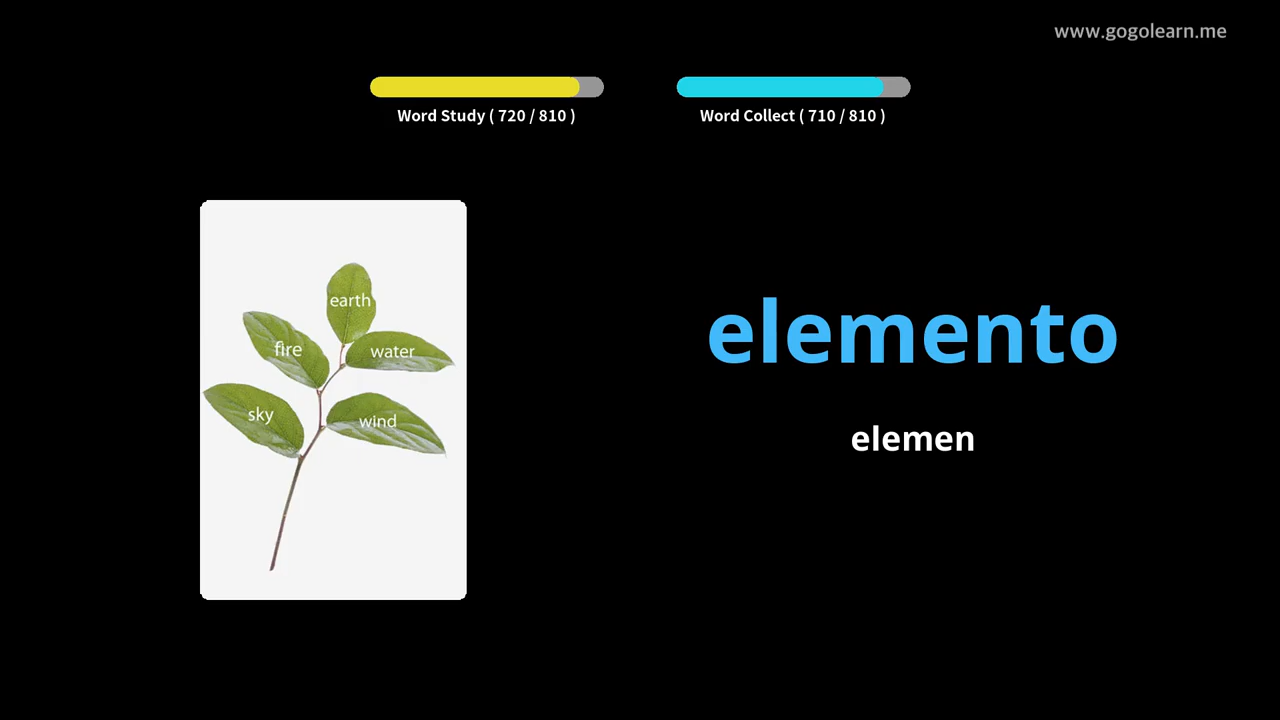 www.gogolearn.me
Word Study ( 720 / 810 )
Word Collect ( 710 / 810 )
earth
fire
water
sky
wind
elemento
elemen